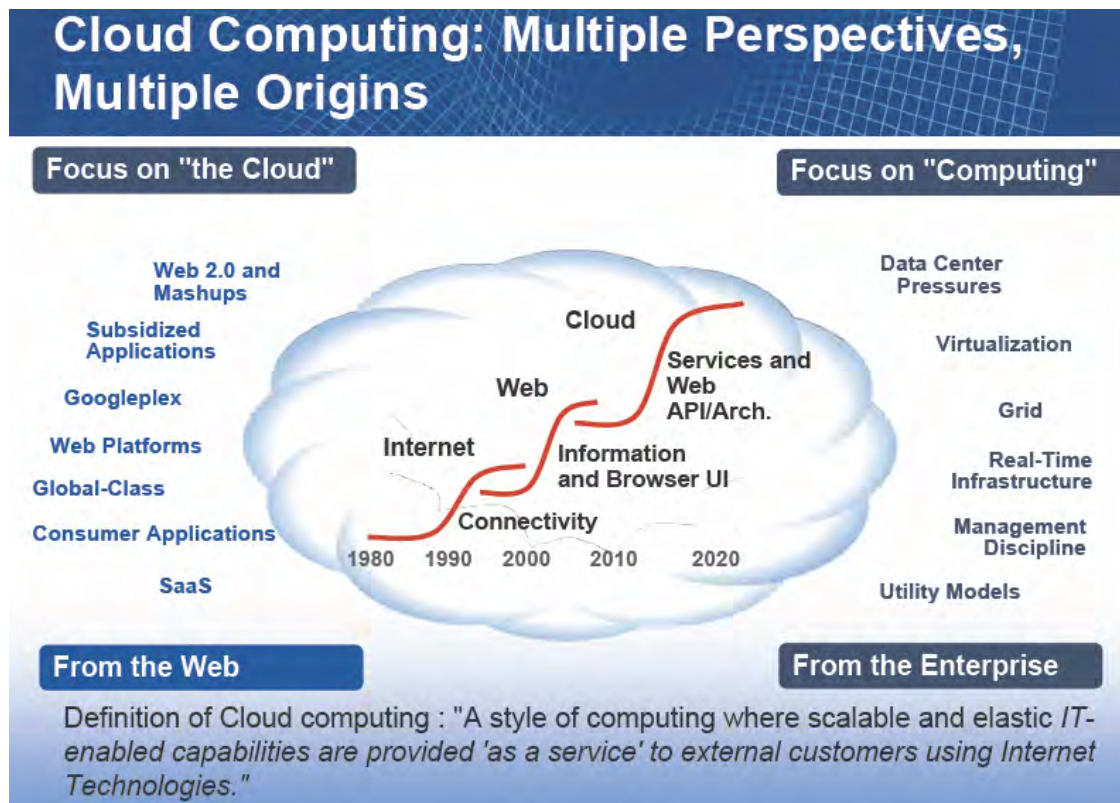 Cloud Computing: Multiple Perspectives,
Multiple Origins
Focus on "the Cloud"
Focus on "Computing"
Web 2.0 and
Mashups
Subsidized
Applications
Googleplex
Web Platforms
Global-Class
Consumer Applications
SaaS
Cloud
Services and
Web
API/Arch.
Web
Information
and Browser UI
Internet
Connectivity
1980 1990 2000 2010 2020
Data Center
Pressures
Virtualization
Grid
Real-Time
Infrastructure
Management
Discipline
Utility Models
From the Web
From the Enterprise
Definition of Cloud computing : "A style of computing where scalable and elastic IT-
enabled capabilities are provided 'as a service' to external customers using Internet
Technologies."